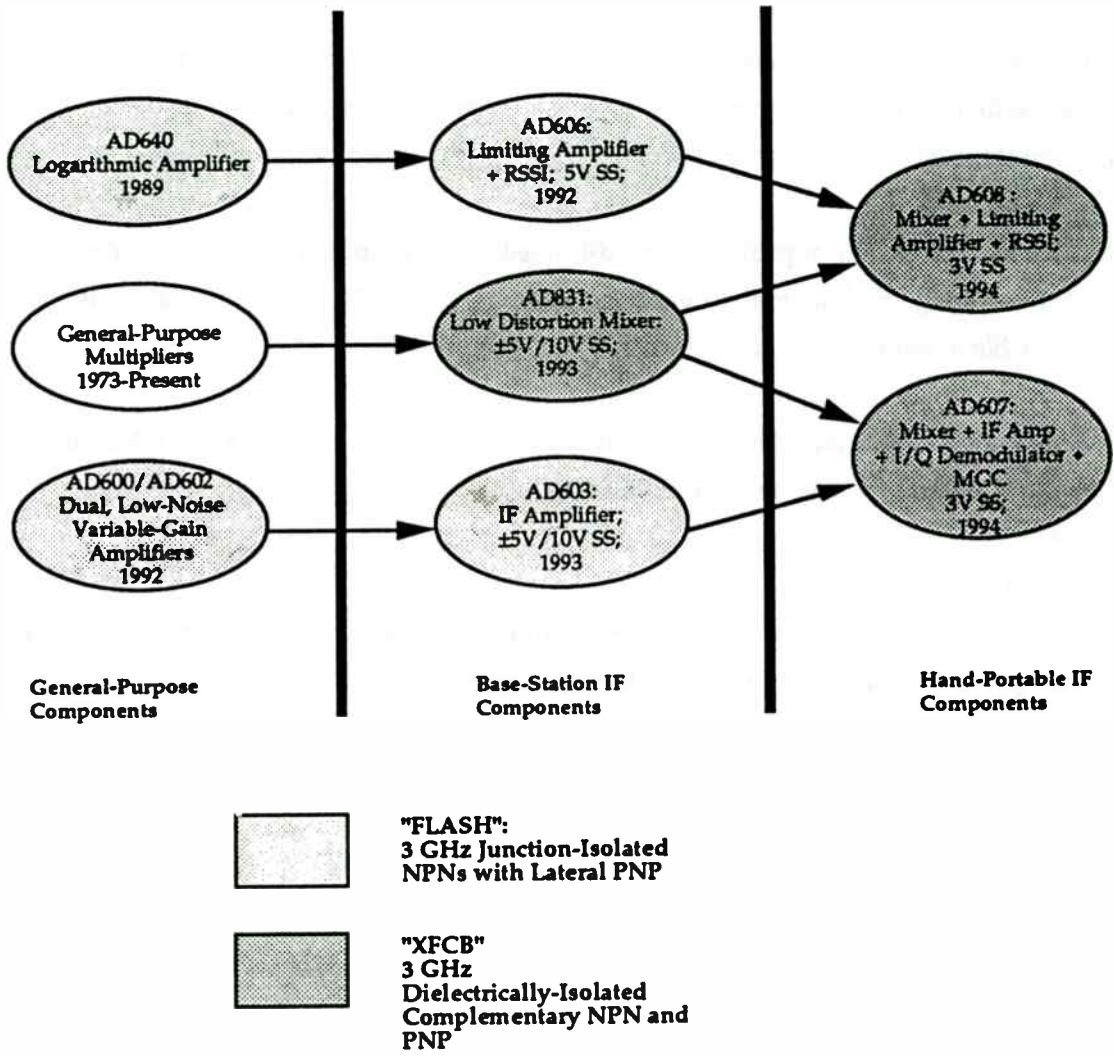 AD640
Logarithmic Amplifier
1989
AD606:
Limiting Amplifier
+ RSSI; 5V SS;
1992
AD608 :
Mixer + Limiting
Amplifier + RSSI;
3V SS
1994
General-Purpose
Multipliers
1973-Present
AD831:
Low Distortion Mixer:
±5V/10V SS;
1993
AD607:
Mixer + IF Amp
+ I/Q Demodulator +
MGC
3V SS;
1994
AD600/AD602
Dual, Low-Noise
Variable-Gain
Amplifiers
1992
AD603:
IF Amplifier;
±5V/10V SS;
1993
General-Purpose
Components
Base-Station IF
Components
Hand-Portable IF
Components
"FLASH":
3 GHz Junction-Isolated
NPNs with Lateral PNP
"XFCB"
3 GHz
Dielectrically-Isolated
Complementary NPN and
PNP